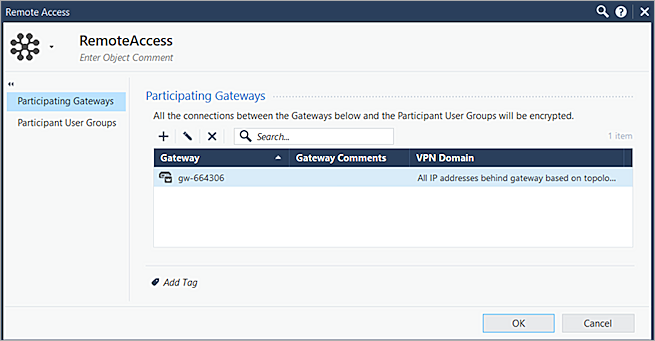 Remote Access
RemoteAccess
Enter Object Comment
Participating Gateways
Participant User Groups
Participating Gateways
All the connections between the Gateways below and the Participant User Groups will be encrypted.
Search...
1 item
Gateway Gateway Comments VPN Domain
gw-664306 All IP addresses behind gateway based on topolo...
Add Tag
OK Cancel